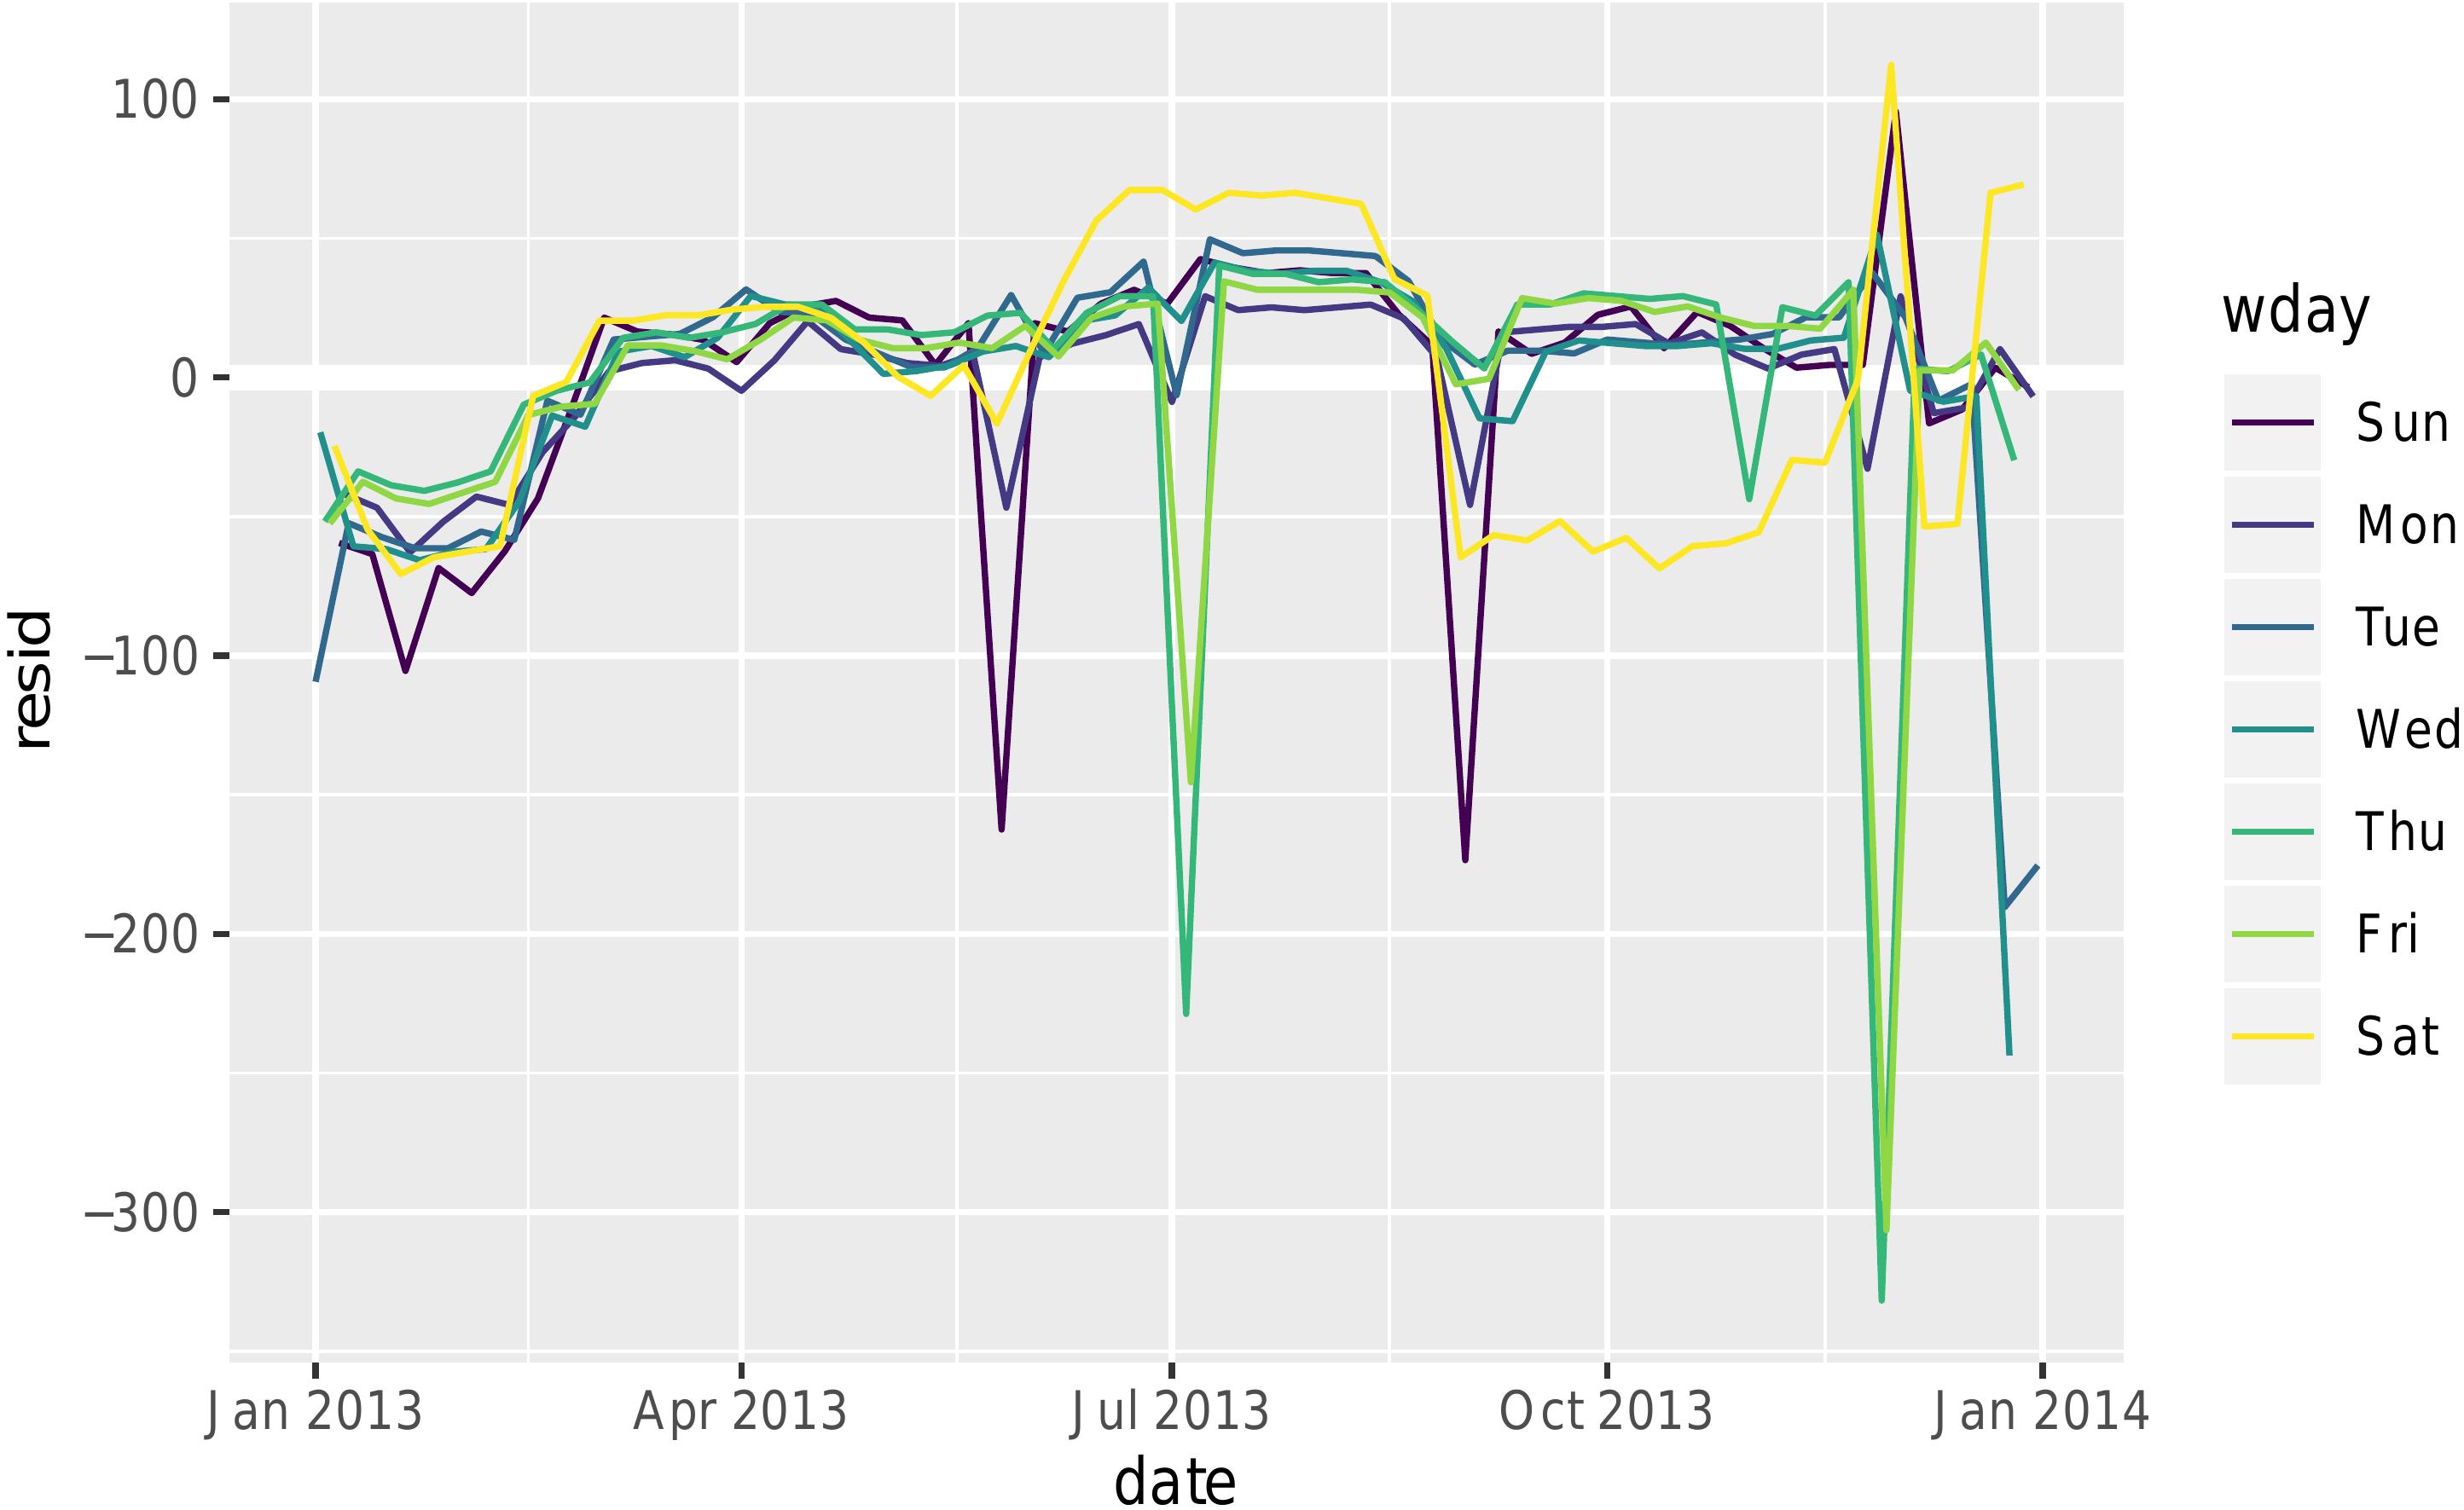 100
0
−100
−200
−300
resid
Jan 2013
Apr 2013
Jul 2013
Oct 2013
Jan 2014
date
wday
Sun
Mon
Tue
Wed
Thu
Fri
Sat